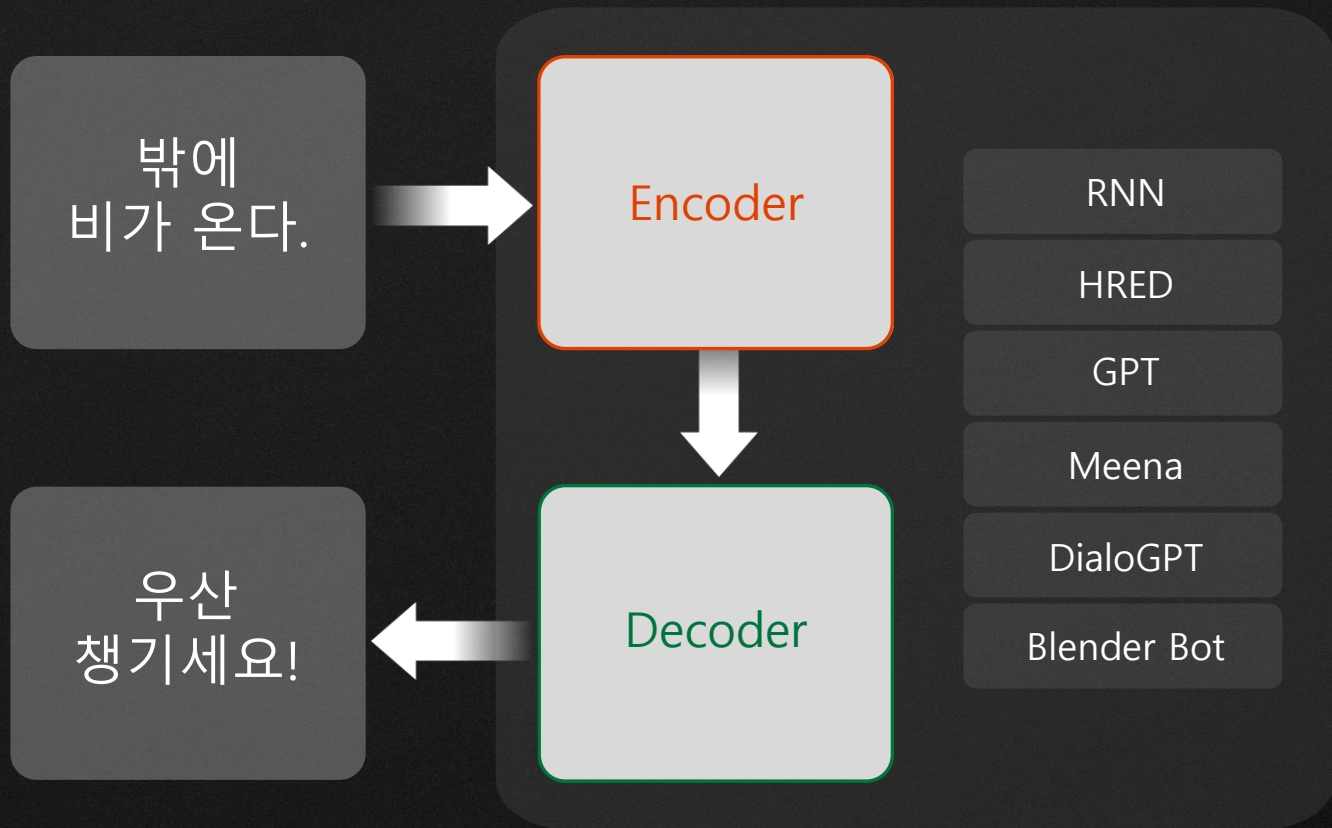 밖에
비가 온다.
Encoder
RNN
HRED
GPT
Meena
DialoGPT
Blender Bot
Decoder
우산
챙기세요!